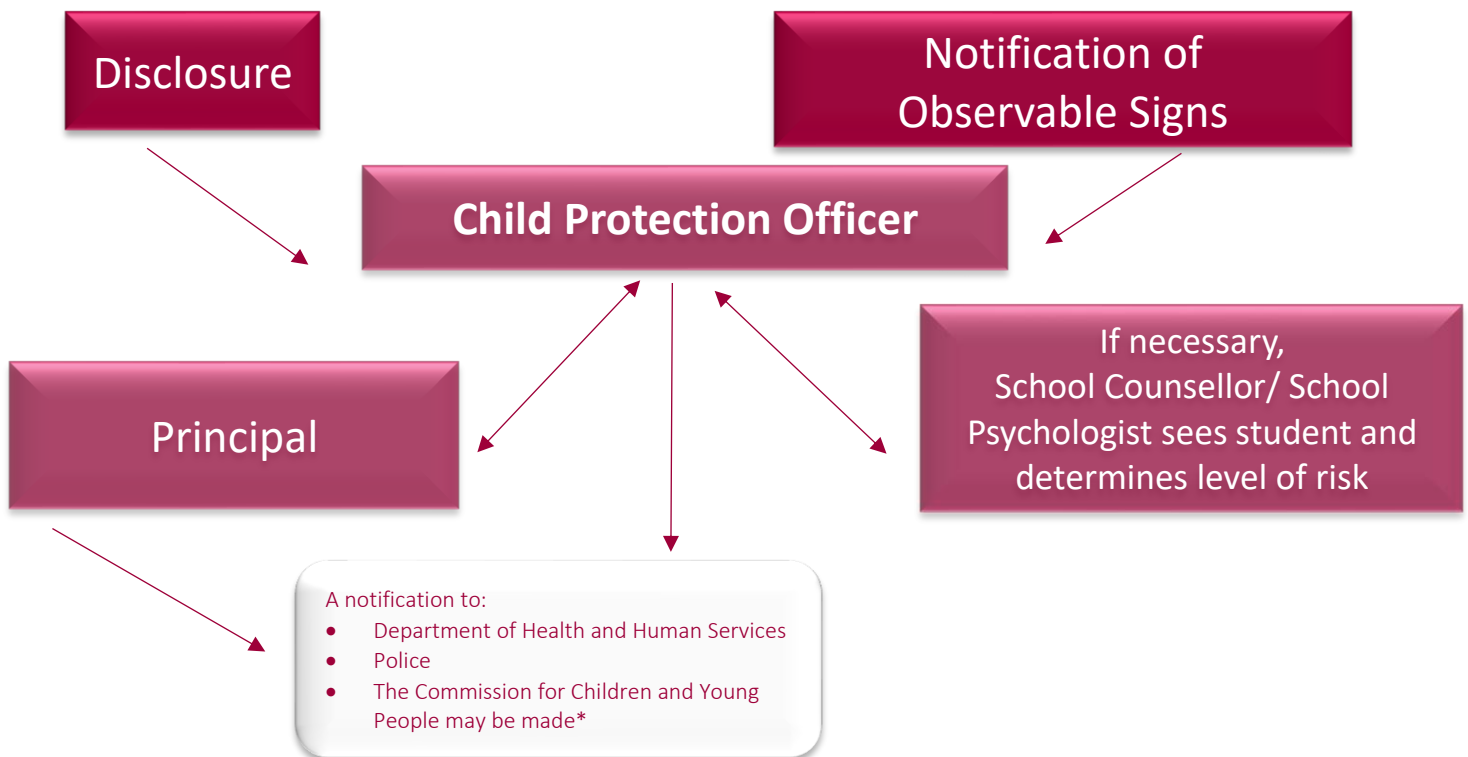 Disclosure
Notification of
Observable Signs
Child Protection Officer
Principal
If necessary,
School Counsellor/ School
Psychologist sees student and
determines level of risk
A notification to:
• Department of Health and Human Services
• Police
• The Commission for Children and Young
People may be made*